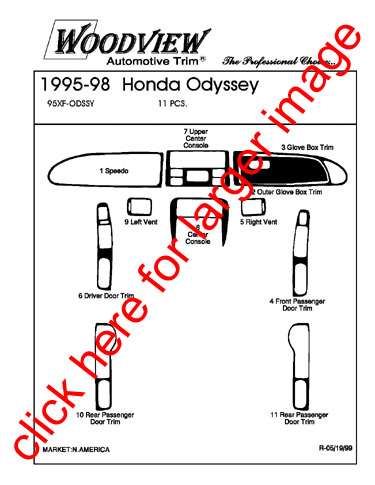 WOODVIEW
Automotive Trim®
The Professional Choice...
1995-98 Honda Odyssey
95XF-ODSSY 11 PCS.
7 Upper
Center
Console
3 Glove Box Trim
1 Speedo
2 Outer Glove Box Trim
9 Left Vent
8
Center
Console
5 Right Vent
6 Driver Door Trim
4 Front Passenger
Door Trim
10 Rear Passenger
Door Trim
11 Rear Passenger
Door Trim
MARKET:N.AMERICA
R-05/19/99
click here for larger image